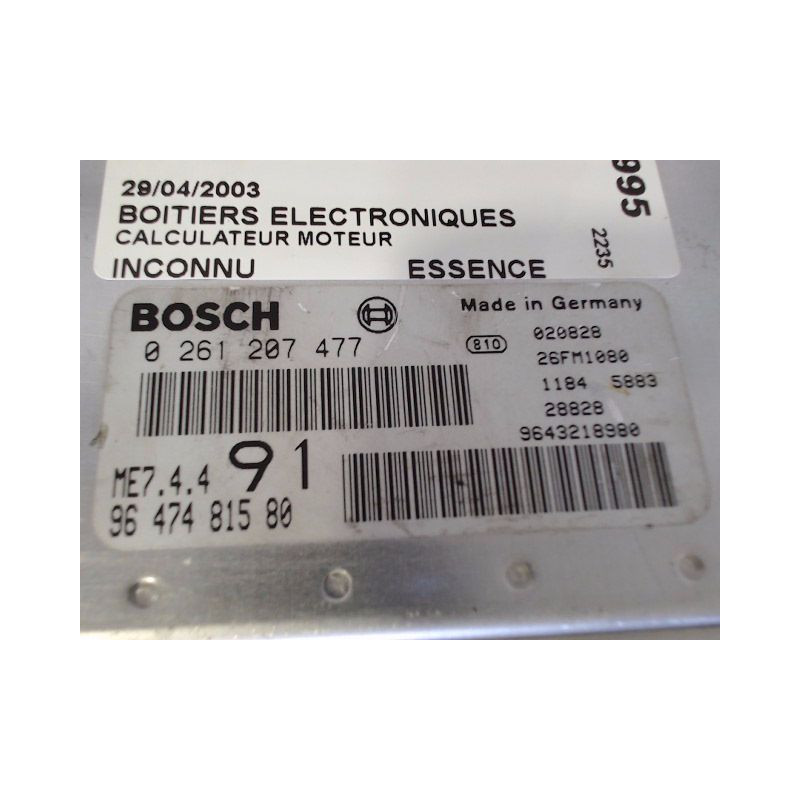 29/04/2003
BOITIERS ELECTRONIQUES
CALCULATEUR MOTEUR
INCONNU ESSENCE
995
2235
BOSCH
Made in Germany
0 261 207 477
810
020828
26FM1080
1184 5883
28828
9643218980
ME7.4.4 91
96 474 815 80